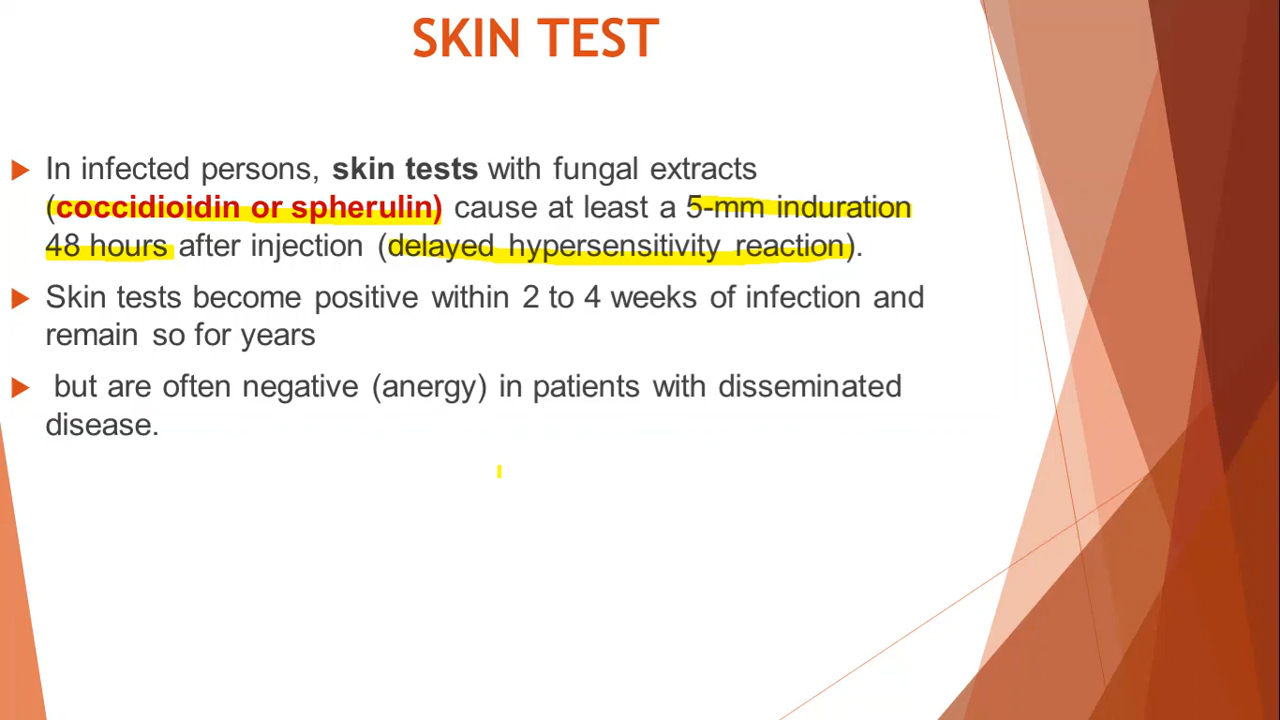 SKIN TEST
In infected persons, skin tests with fungal extracts
(coccidioidin or spherulin) cause at least a 5-mm induration
48 hours after injection (delayed hypersensitivity reaction).
Skin tests become positive within 2 to 4 weeks of infection and
remain so for years
but are often negative (anergy) in patients with disseminated
disease.